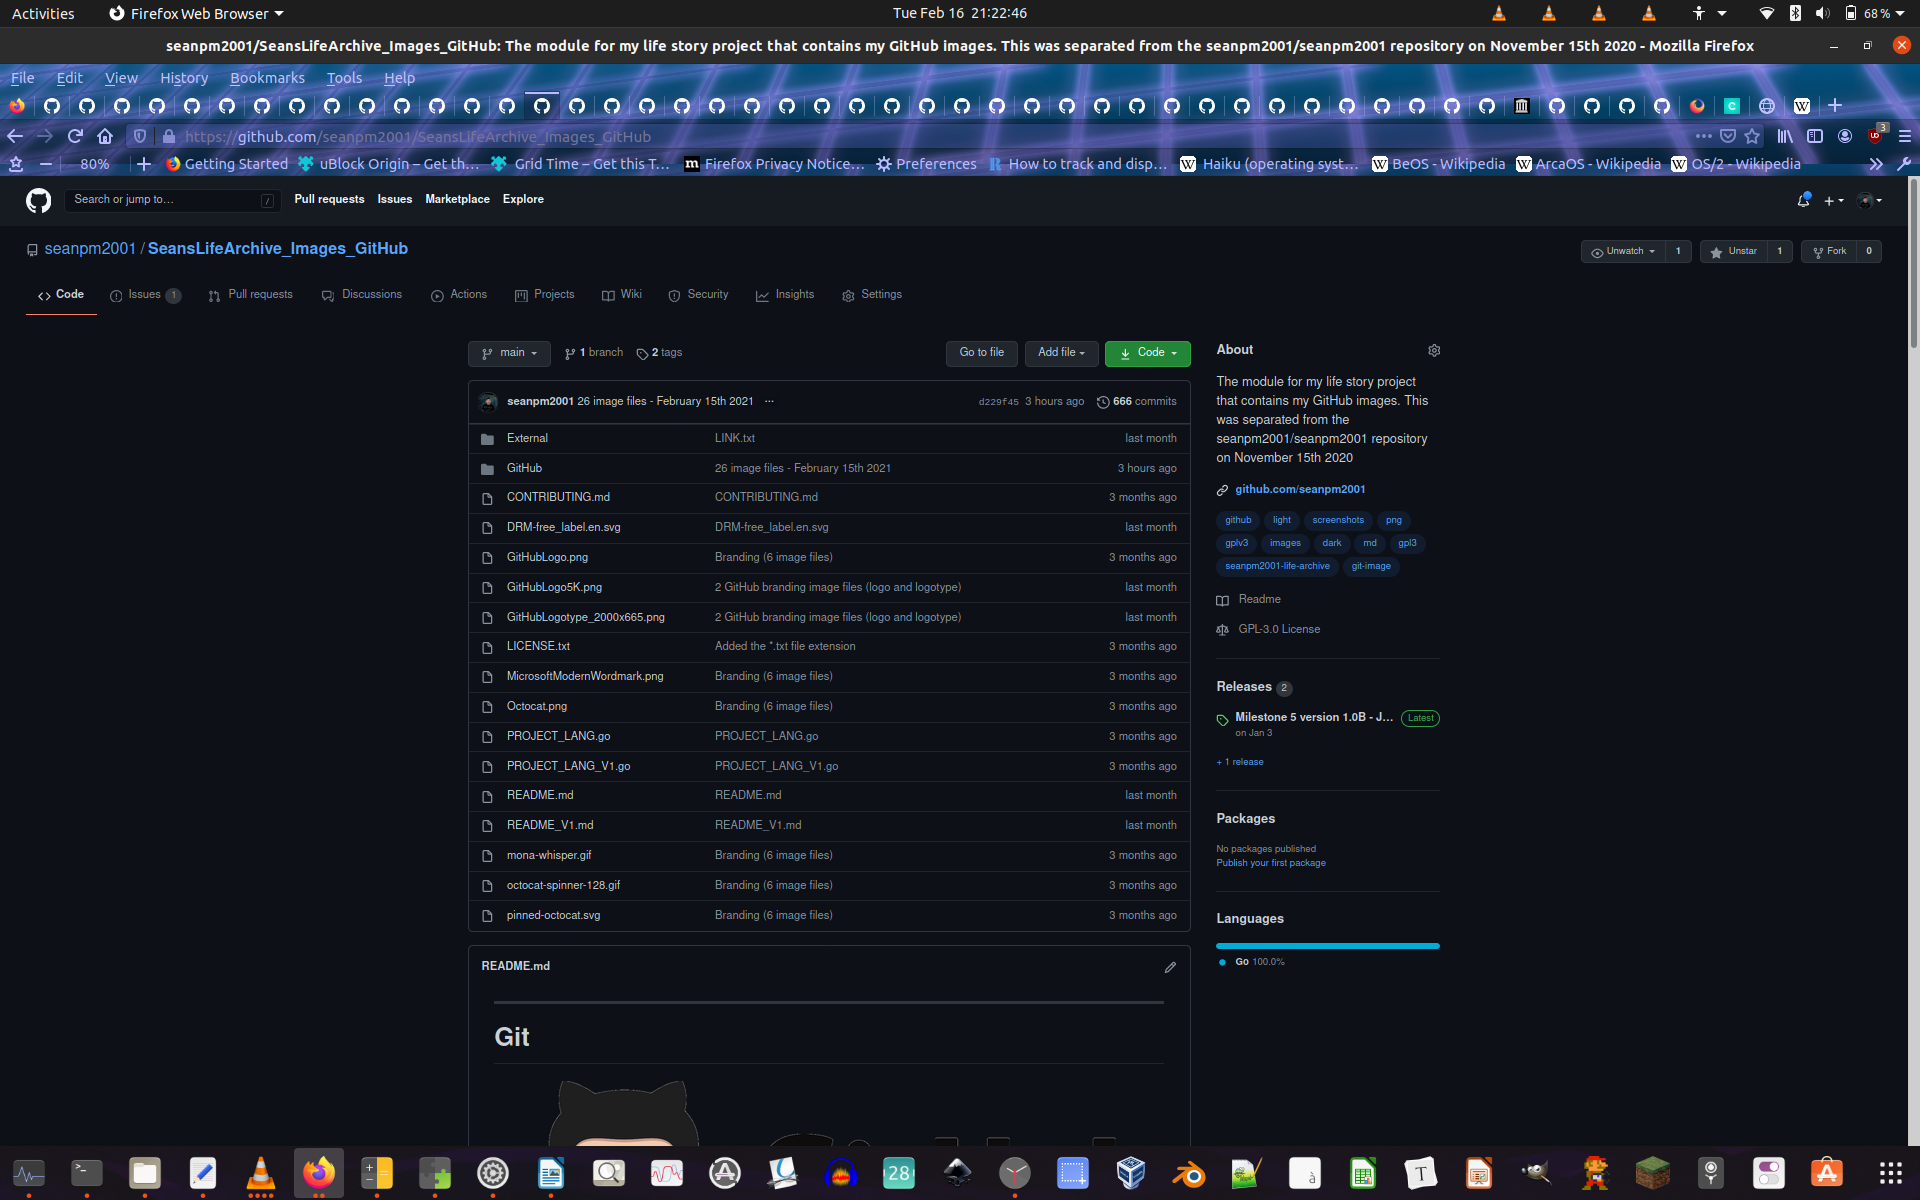 Activities Firefox Web Browser Tue Feb 16 21:22:46 68 %
seanpm2001/SeansLifeArchive_Images_GitHub: The module for my life story project that contains my GitHub images. This was separated from the seanpm2001/seanpm2001 repository on November 15th 2020 - Mozilla Firefox
File Edit View History Bookmarks Tools Help
https://github.com/seanpm2001/SeansLifeArchive_Images_GitHub 3
80% Getting Started uBlock Origin – Get th… Grid Time – Get this T… Firefox Privacy Notice… Preferences How to track and disp… Haiku (operating syst… BeOS - Wikipedia ArcaOS - Wikipedia OS/2 - Wikipedia
Search or jump to… / Pull requests Issues Marketplace Explore
seanpm2001 / SeansLifeArchive_Images_GitHub Unwatch 1 Unstar 1 Fork 0
Code Issues 1 Pull requests Discussions Actions Projects Wiki Security Insights Settings
main 1 branch 2 tags Go to file Add file Code
seanpm2001 26 image files - February 15th 2021 ... d229f45 3 hours ago 666 commits
External LINK.txt last month
GitHub 26 image files - February 15th 2021 3 hours ago
CONTRIBUTING.md CONTRIBUTING.md 3 months ago
DRM-free_label.en.svg DRM-free_label.en.svg last month
GitHubLogo.png Branding (6 image files) 3 months ago
GitHubLogo5K.png 2 GitHub branding image files (logo and logotype) last month
GitHubLogotype_2000x665.png 2 GitHub branding image files (logo and logotype) last month
LICENSE.txt Added the *.txt file extension 3 months ago
MicrosoftModernWordmark.png Branding (6 image files) 3 months ago
Octocat.png Branding (6 image files) 3 months ago
PROJECT_LANG.go PROJECT_LANG.go 3 months ago
PROJECT_LANG_V1.go PROJECT_LANG_V1.go 3 months ago
README.md README.md last month
README_V1.md README_V1.md last month
mona-whisper.gif Branding (6 image files) 3 months ago
octocat-spinner-128.gif Branding (6 image files) 3 months ago
pinned-octocat.svg Branding (6 image files) 3 months ago
README.md
Git
About
The module for my life story project
that contains my GitHub images. This
was separated from the
seanpm2001/seanpm2001 repository
on November 15th 2020
github.com/seanpm2001
github light screenshots png
gplv3 images dark md gpl3
seanpm2001-life-archive git-image
Readme
GPL-3.0 License
Releases 2
Milestone 5 version 1.0B - J… Latest
on Jan 3
+ 1 release
Packages
No packages published
Publish your first package
Languages
Go 100.0%
28